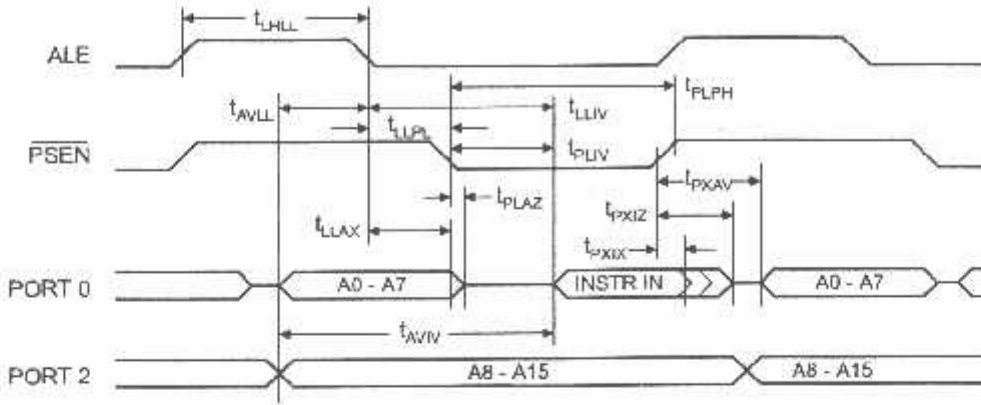 ALE
tLHLL
tPLPH
tAVLL
tLLIV
tLLPL
PSEN
tPLIV
tPXAV
tPLAZ
tPXIZ
tLLAX
tPXIX
PORT 0
A0 - A7
INSTR IN
A0 - A7
tAVIV
PORT 2
A8 - A15
A8 - A15